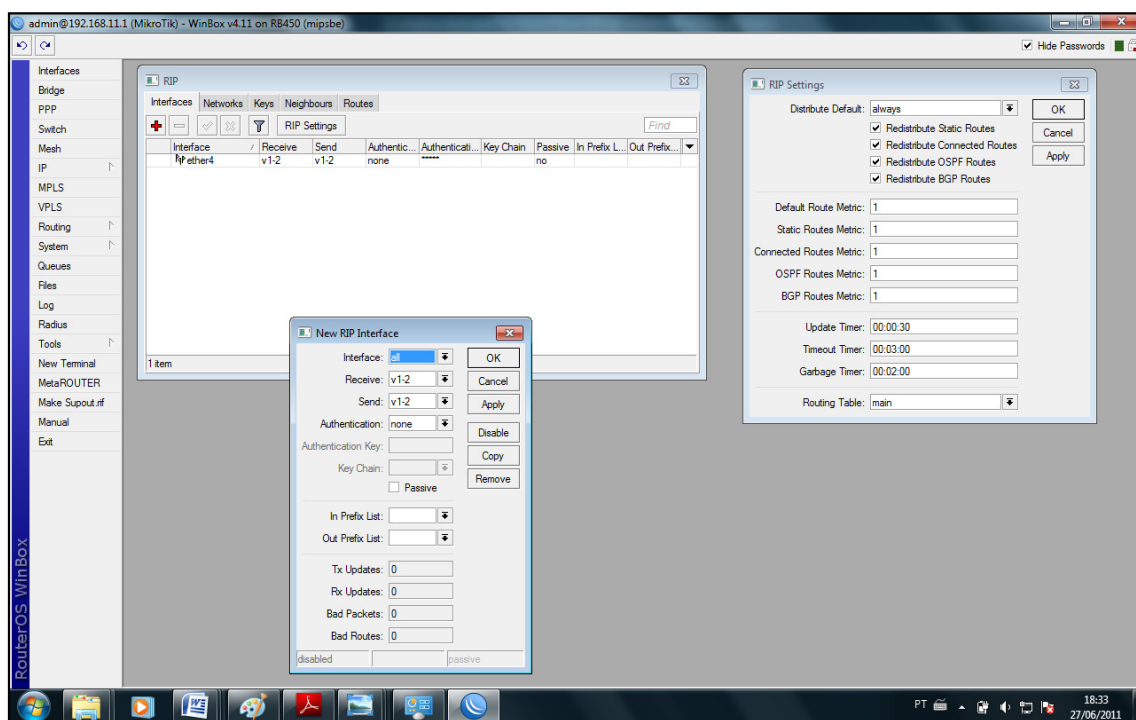 admin@192.168.11.1 (MikroTik) - WinBox v4.11 on RB450 (mipsbe)
Hide Passwords
Interfaces
Bridge
PPP
Switch
Mesh
IP
MPLS
VPLS
Routing
System
Queues
Files
Log
Radius
Tools
New Terminal
MetaROUTER
Make Supout.rif
Manual
Exit
RouterOS WinBox
RIP
Interfaces Networks Keys Neighbours Routes
RIP Settings
Find
Interface / Receive Send Authentic... Authenticati... Key Chain Passive In Prefix L... Out Prefix...
ether4 v1-2 v1-2 none ***** no
1 item
New RIP Interface
Interface: all OK
Receive: v1-2 Cancel
Send: v1-2 Apply
Authentication: none Disable
Authentication Key: Copy
Key Chain: Remove
Passive
In Prefix List:
Out Prefix List:
Tx Updates: 0
Rx Updates: 0
Bad Packets: 0
Bad Routes: 0
disabled passive
RIP Settings
Distribute Default: always OK
Redistribute Static Routes Cancel
Redistribute Connected Routes Apply
Redistribute OSPF Routes
Redistribute BGP Routes
Default Route Metric: 1
Static Routes Metric: 1
Connected Routes Metric: 1
OSPF Routes Metric: 1
BGP Routes Metric: 1
Update Timer: 00:00:30
Timeout Timer: 00:03:00
Garbage Timer: 00:02:00
Routing Table: main
PT
18:33
27/06/2011